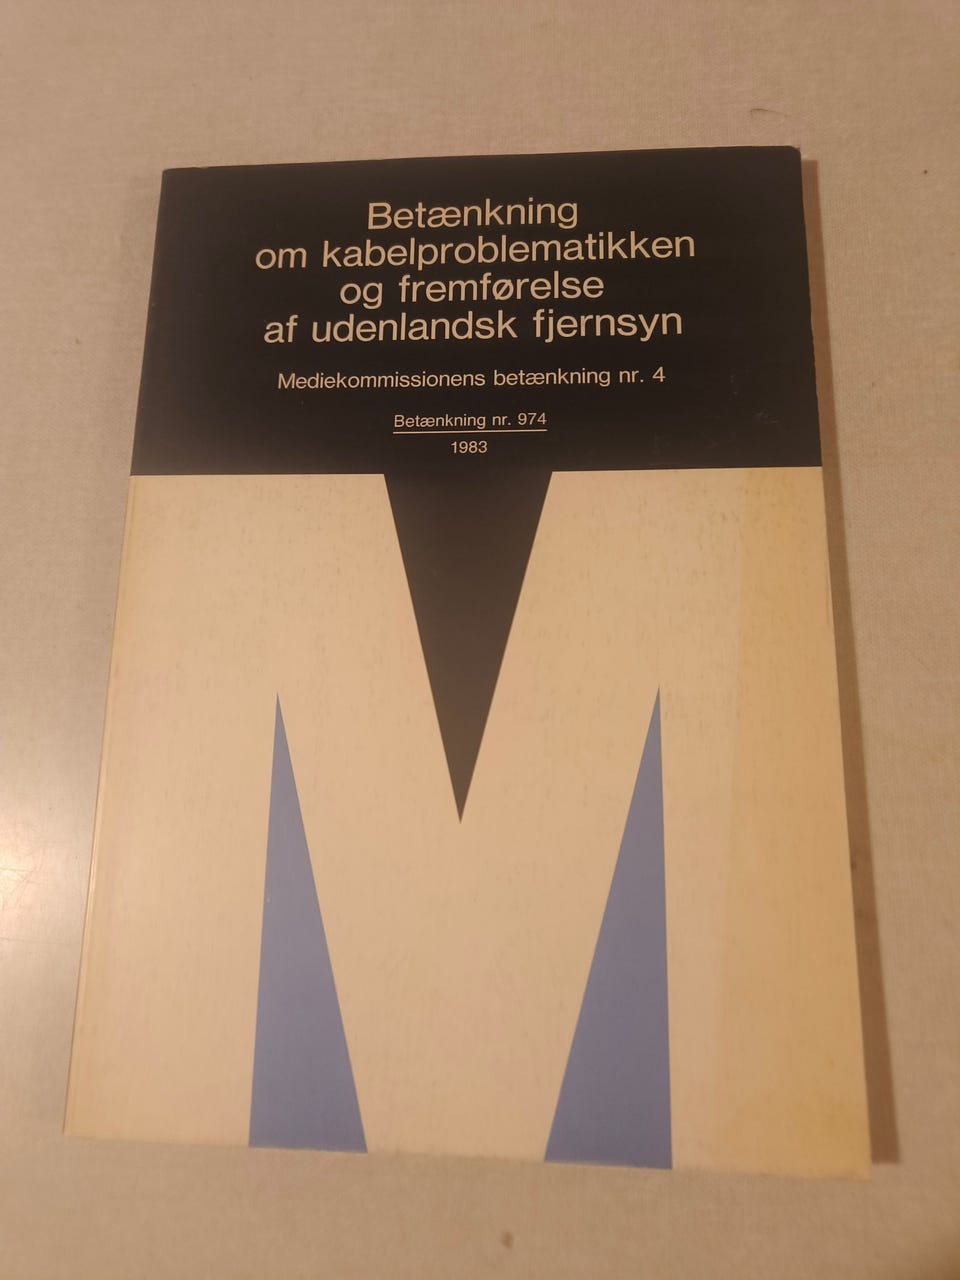 Betænkning
om kabelproblematikken
og fremførelse
af udenlandsk fjernsyn
Mediekommissionens betænkning nr. 4
Betænkning nr. 974
1983